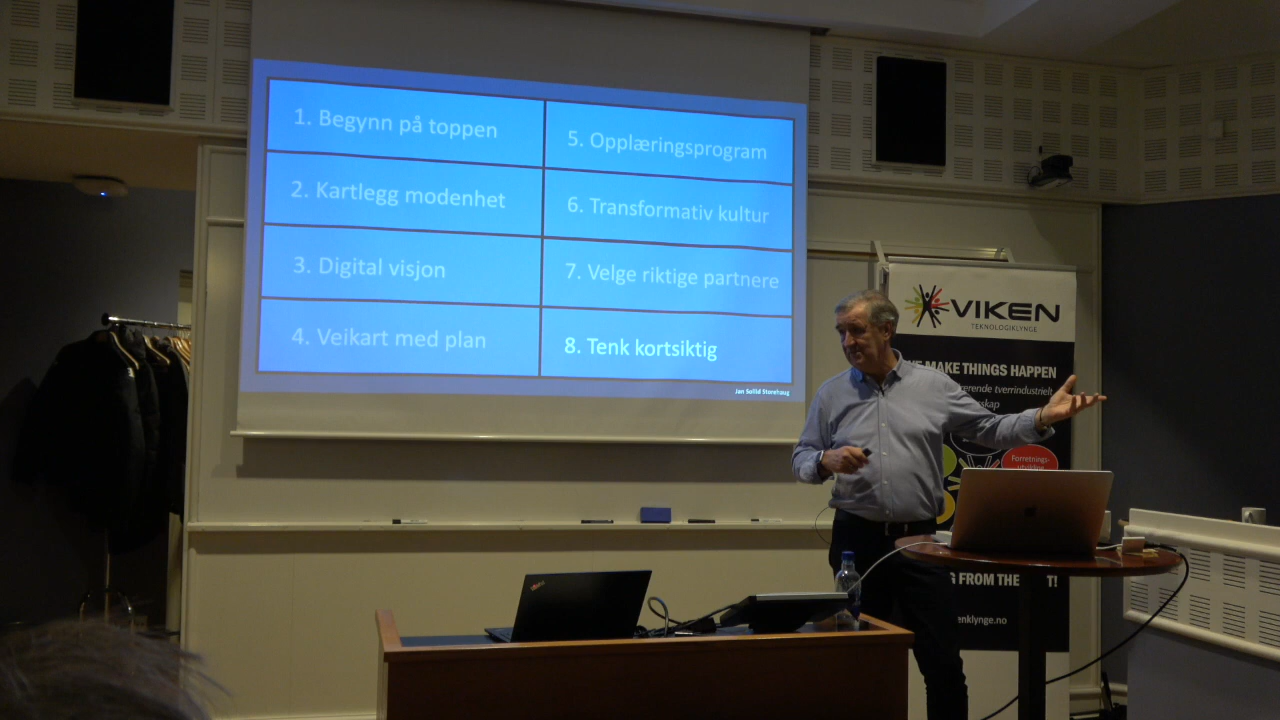 1. Begynn på toppen
2. Kartlegg modenhet
3. Digital visjon
4. Veikart med plan
5. Opplæringsprogram
6. Transformativ kultur
7. Velge riktige partnere
8. Tenk kortsiktig
Jan Sollid Storehaug
VIKEN
TEKNOLOGIKLYNGE
MAKE THINGS HAPPEN
tverrindustrielt
Forretnings-
FROM THE
enklynge.no